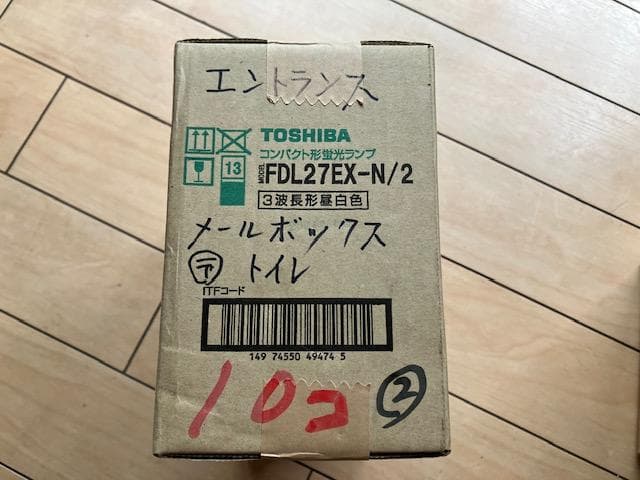 エントランス
TOSHIBA
コンパクト形蛍光ランプ
13
MODEL FDL27EX-N/2
3波長形昼白色
メールボックス
トイレ
ITFコード
149 74550 49474 5
10コ
②